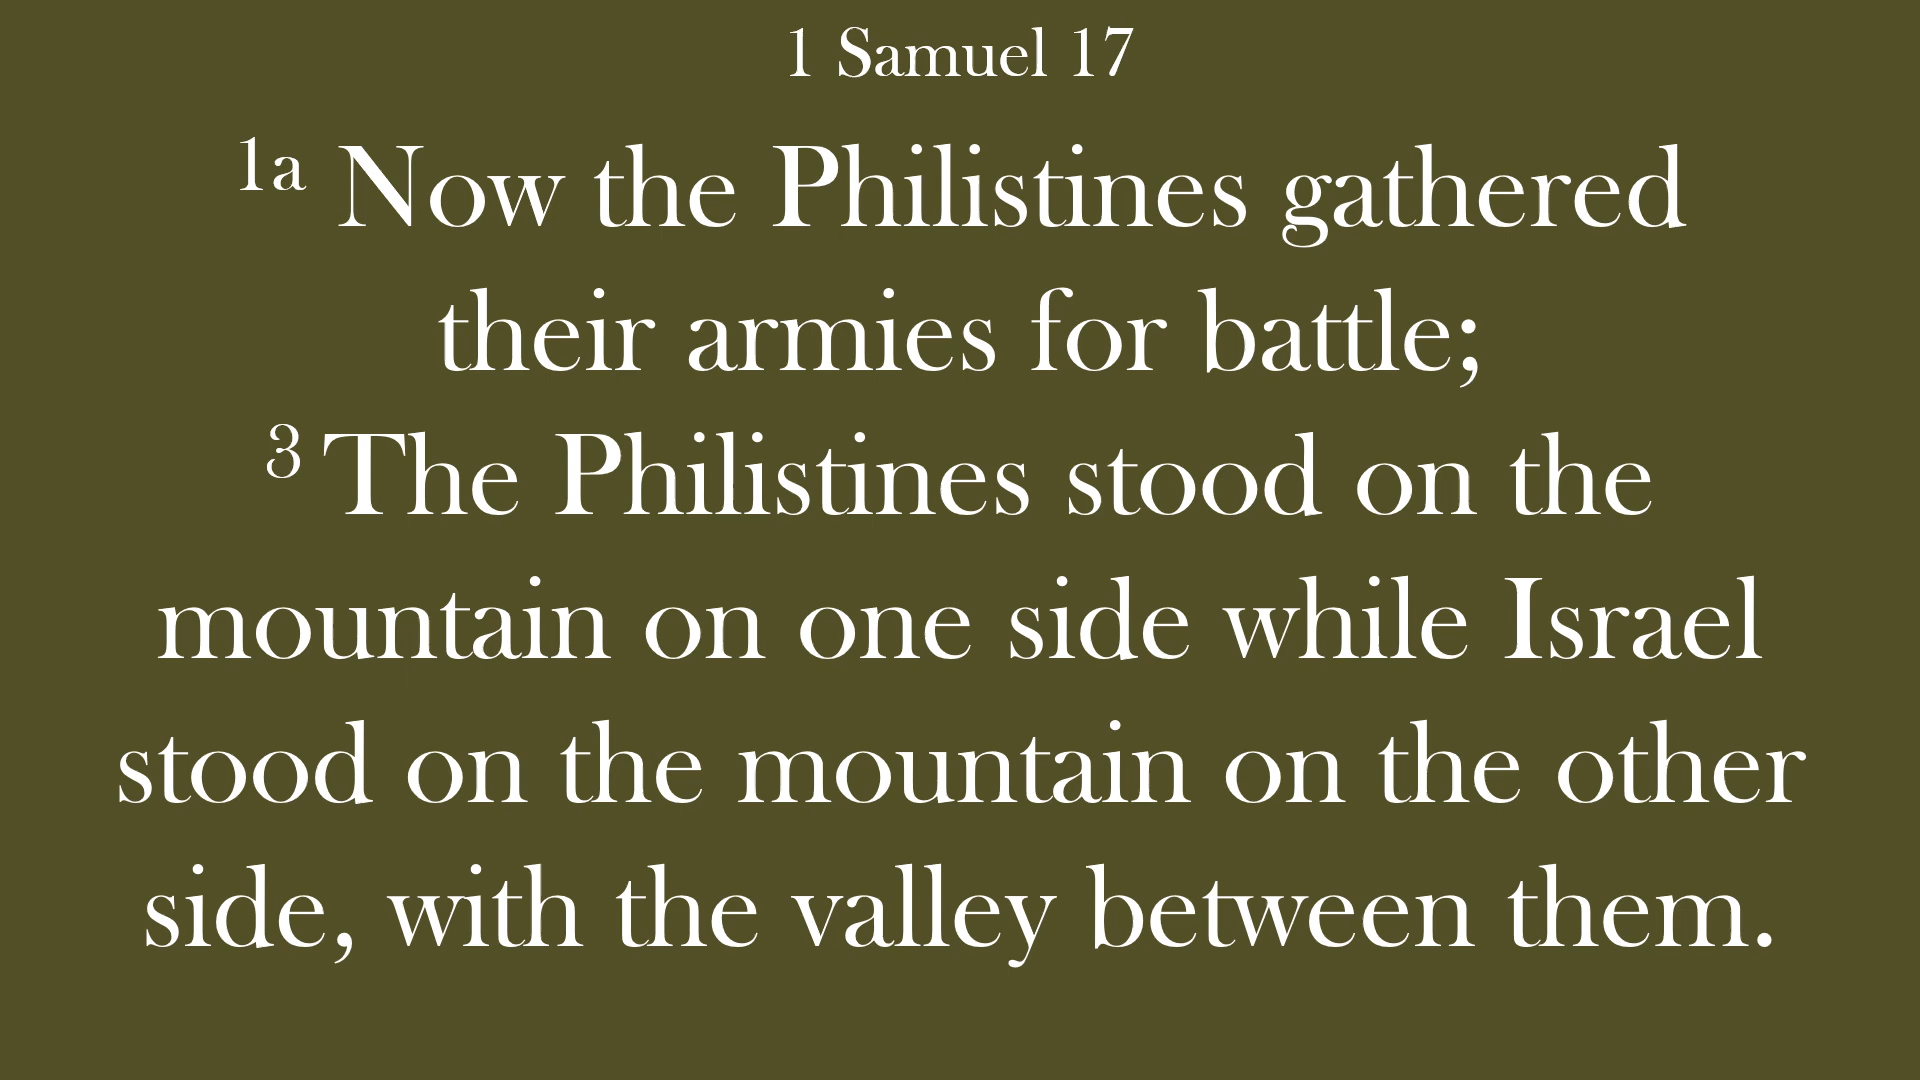 1 Samuel 17
1a Now the Philistines gathered
their armies for battle;
3 The Philistines stood on the
mountain on one side while Israel
stood on the mountain on the other
side, with the valley between them.